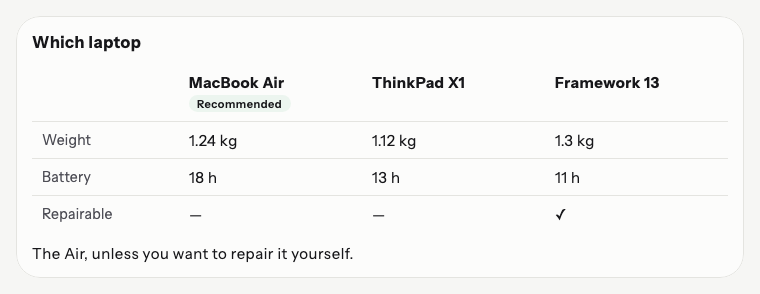 Which laptop
MacBook Air ThinkPad X1 Framework 13
Recommended
Weight 1.24 kg 1.12 kg 1.3 kg
Battery 18 h 13 h 11 h
Repairable — — ✓
The Air, unless you want to repair it yourself.